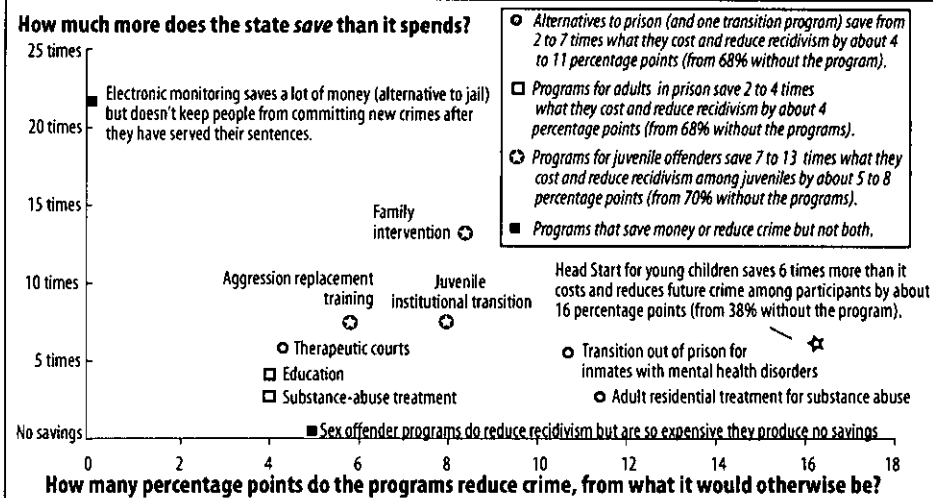 How much more does the state save than it spends?
25 times
20 times
15 times
10 times
5 times
No savings
Electronic monitoring saves a lot of money (alternative to jail)
but doesn't keep people from committing new crimes after
they have served their sentences.
Alternatives to prison (and one transition program) save from
2 to 7 times what they cost and reduce recidivism by about 4
to 11 percentage points (from 68% without the program).
Programs for adults in prison save 2 to 4 times
what they cost and reduce recidivism by about 4
percentage points (from 68% without the programs).
Programs for juvenile offenders save 7 to 13 times what they
cost and reduce recidivism among juveniles by about 5 to 8
percentage points (from 70% without the programs).
Programs that save money or reduce crime but not both.
Family
intervention
Aggression replacement
training
Juvenile
institutional transition
Head Start for young children saves 6 times more than it
costs and reduces future crime among participants by about
16 percentage points (from 38% without the program).
Therapeutic courts
Education
Substance-abuse treatment
Transition out of prison for
inmates with mental health disorders
Adult residential treatment for substance abuse
Sex offender programs do reduce recidivism but are so expensive they produce no savings
0 2 4 6 8 10 12 14 16 18
How many percentage points do the programs reduce crime, from what it would otherwise be?